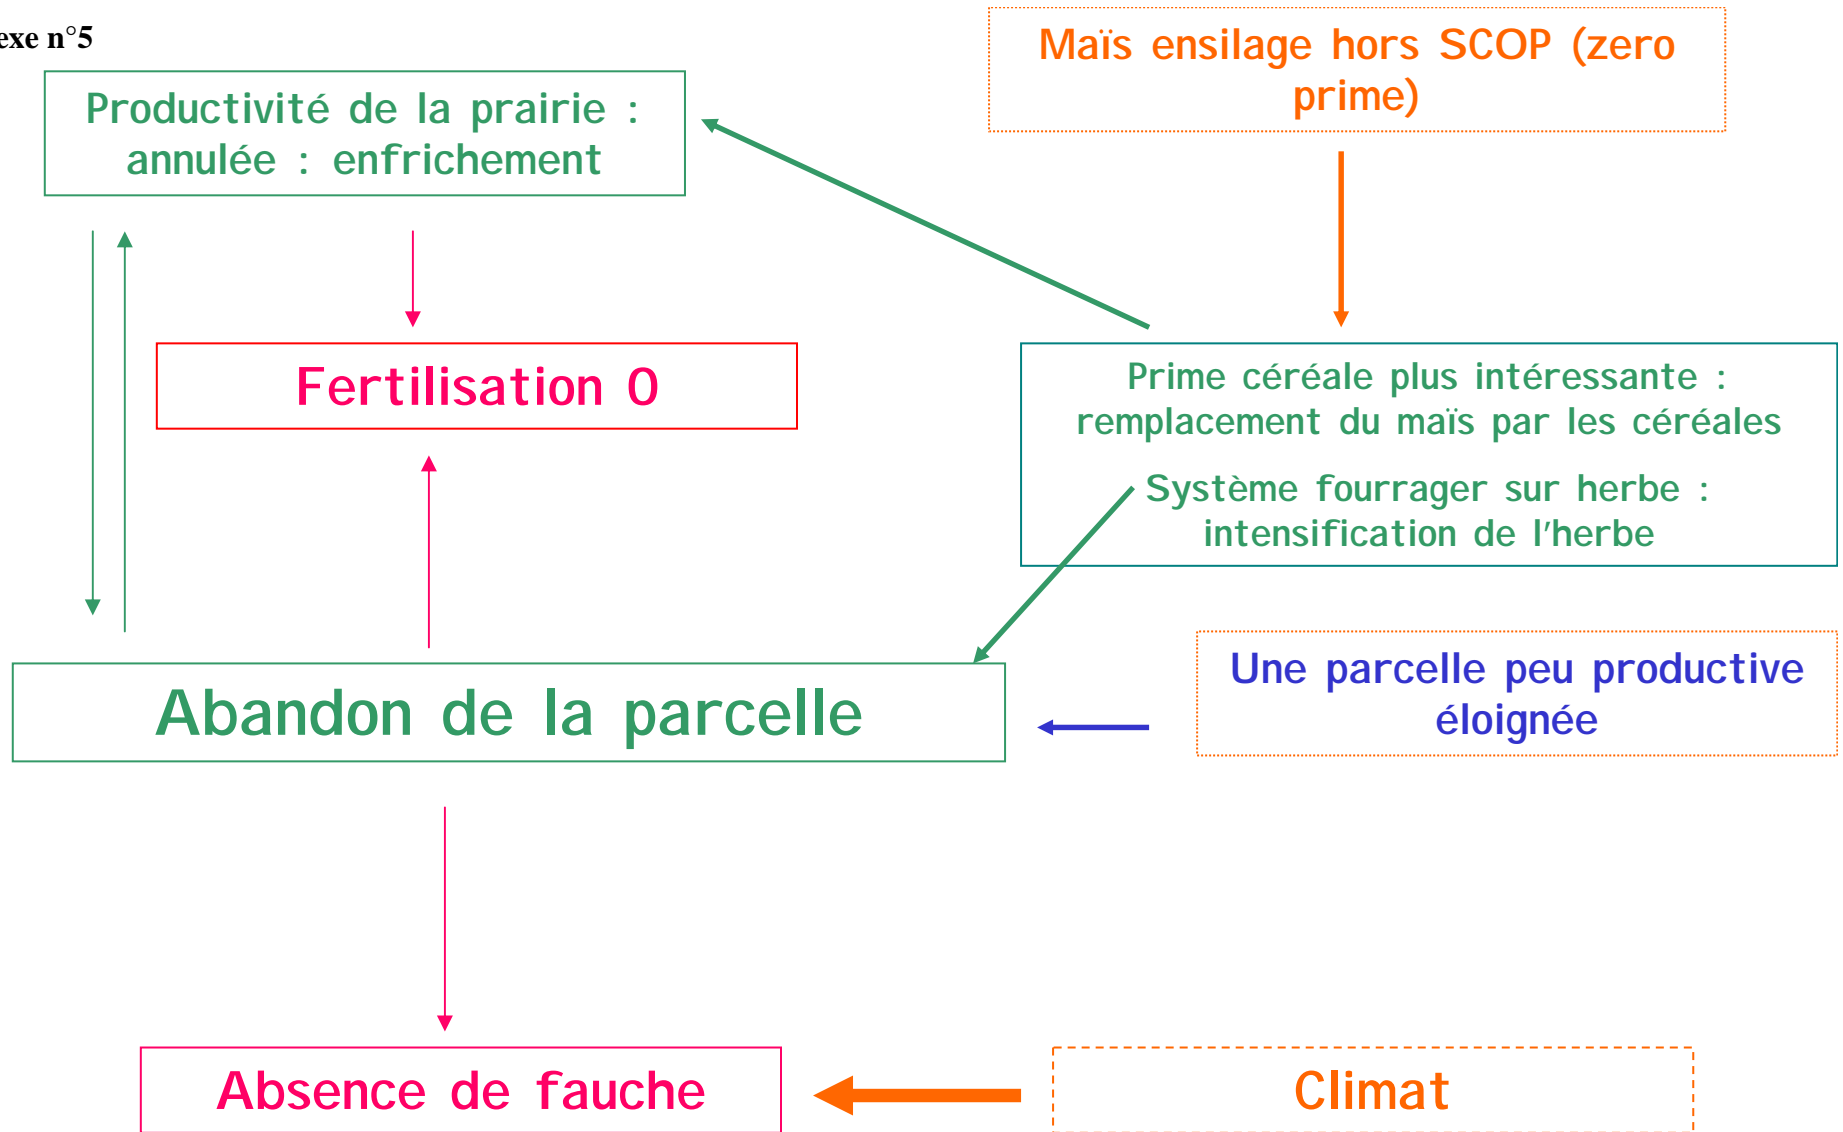 exe n°5
Maïs ensilage hors SCOP (zero
prime)
Productivité de la prairie :
annulée : enfrichement
Fertilisation 0
Prime céréale plus intéressante :
remplacement du maïs par les céréales
Système fourrager sur herbe :
intensification de l'herbe
Une parcelle peu productive
éloignée
Abandon de la parcelle
Absence de fauche
Climat